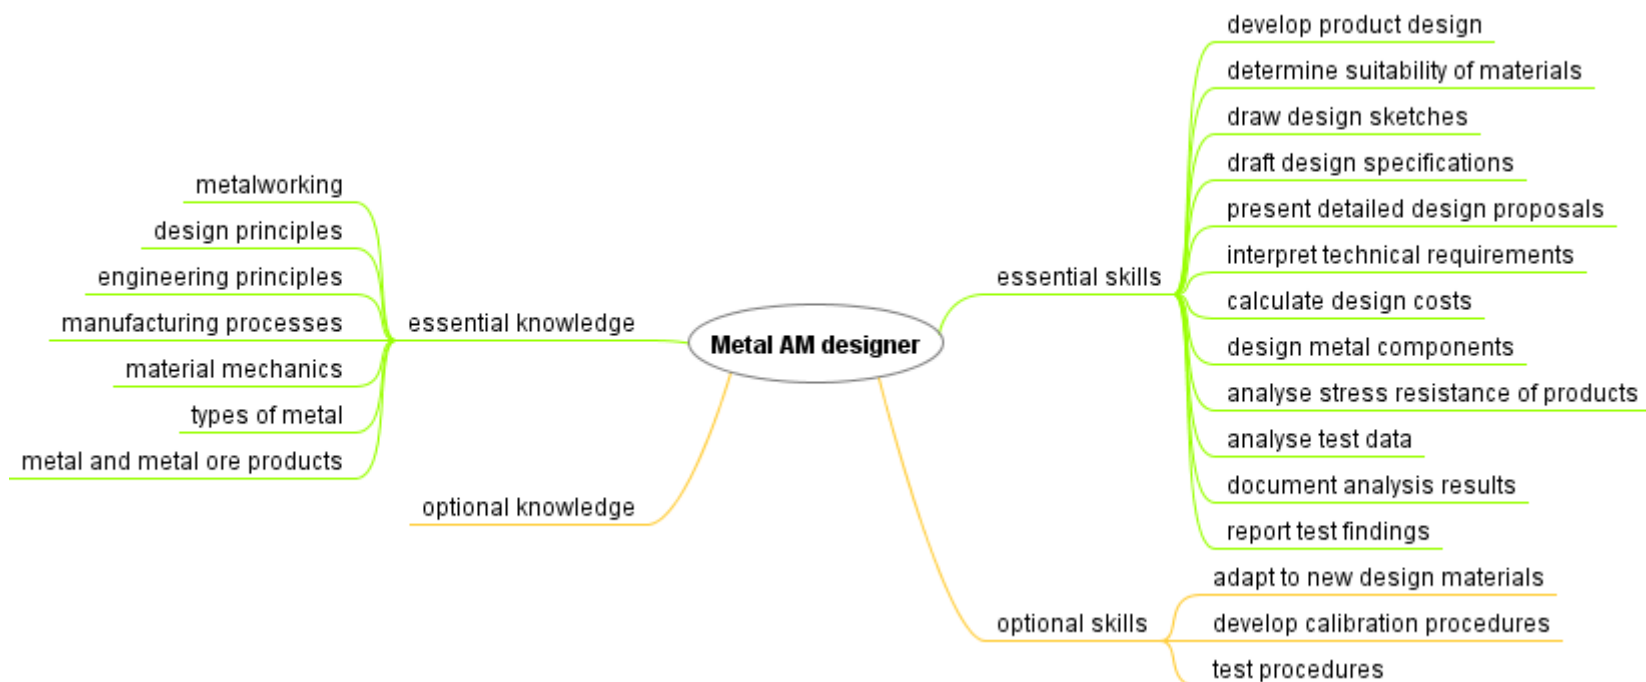 develop product design
determine suitability of materials
draw design sketches
draft design specifications
present detailed design proposals
interpret technical requirements
essential skills
calculate design costs
design metal components
analyse stress resistance of products
analyse test data
document analysis results
report test findings
metalworking
design principles
engineering principles
manufacturing processes
essential knowledge
material mechanics
types of metal
metal and metal ore products
Metal AM designer
optional knowledge
adapt to new design materials
optional skills
develop calibration procedures
test procedures